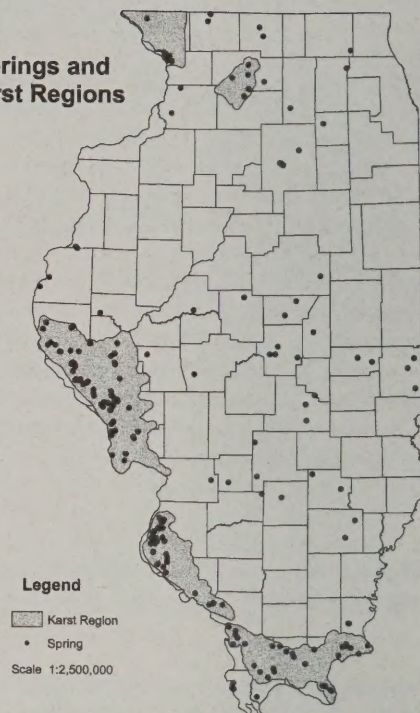 rings and
rst Regions
Legend
Karst Region
Spring
Scale 1:2,500,000